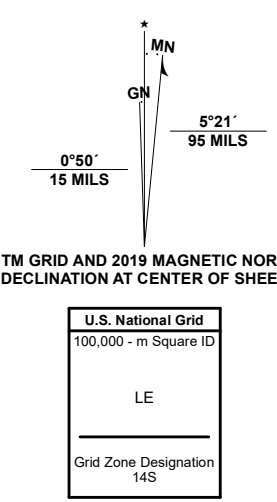 ★
MN
GN
5°21´
95 MILS
0°50´
15 MILS
TM GRID AND 2019 MAGNETIC NOR
DECLINATION AT CENTER OF SHEE
U.S. National Grid
100,000 - m Square ID
LE
Grid Zone Designation
14S